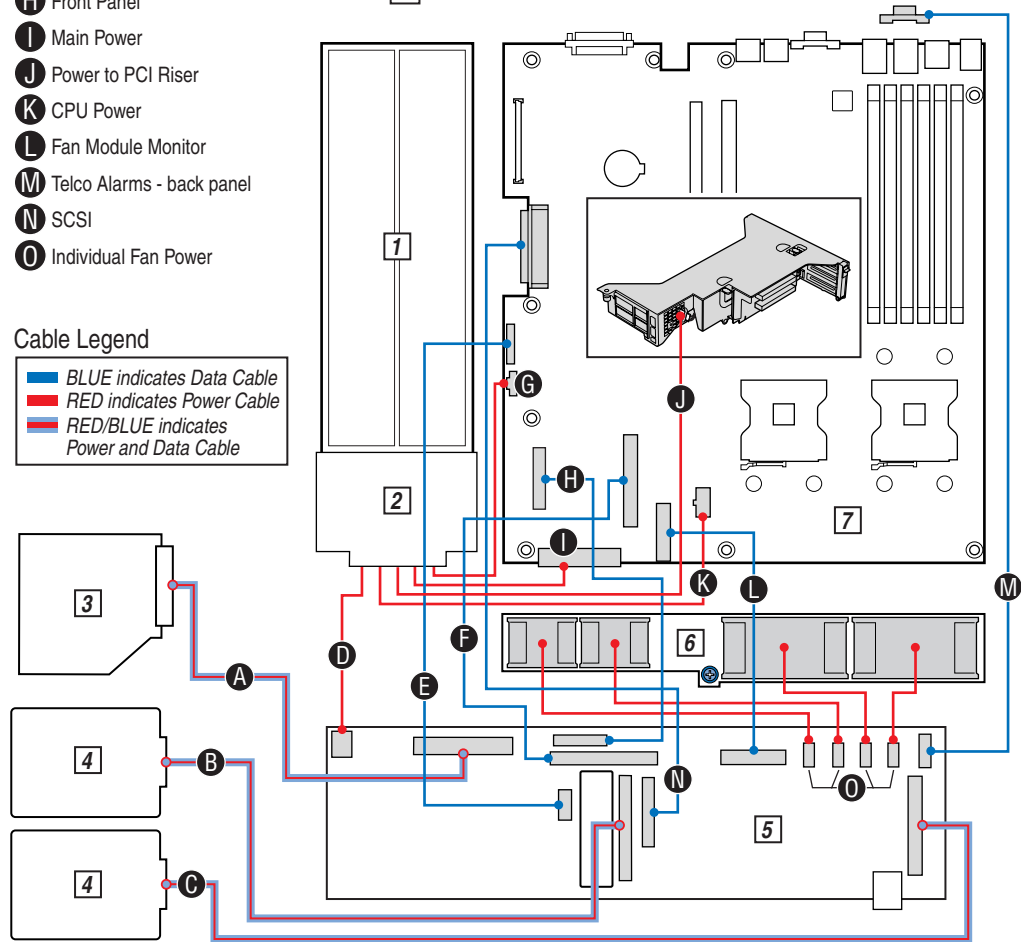 H Front Panel
I Main Power
J Power to PCI Riser
K CPU Power
L Fan Module Monitor
M Telco Alarms - back panel
N SCSI
O Individual Fan Power
Cable Legend
BLUE indicates Data Cable
RED indicates Power Cable
RED/BLUE indicates
Power and Data Cable
1
2
3
4
4
5
6
7
A
B
C
D
E
F
G
H
I
J
K
L
M
N
O